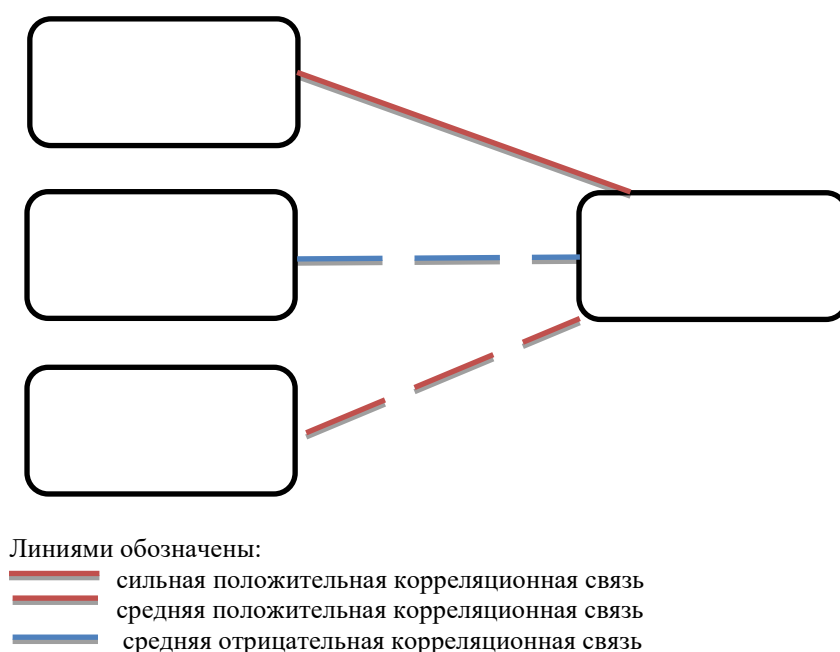 Линиями обозначены:
сильная положительная корреляционная связь
средняя положительная корреляционная связь
средняя отрицательная корреляционная связь